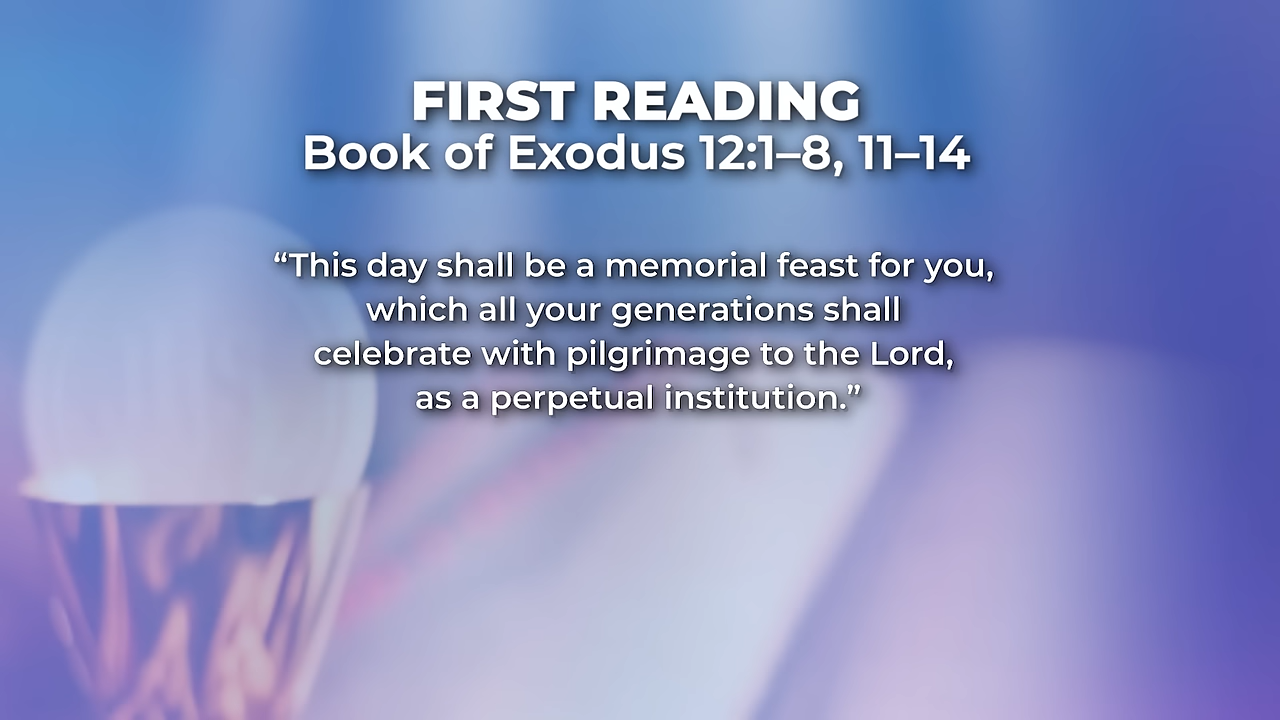 FIRST READING
Book of Exodus 12:1–8, 11–14
“This day shall be a memorial feast for you,
which all your generations shall
celebrate with pilgrimage to the Lord,
as a perpetual institution.”